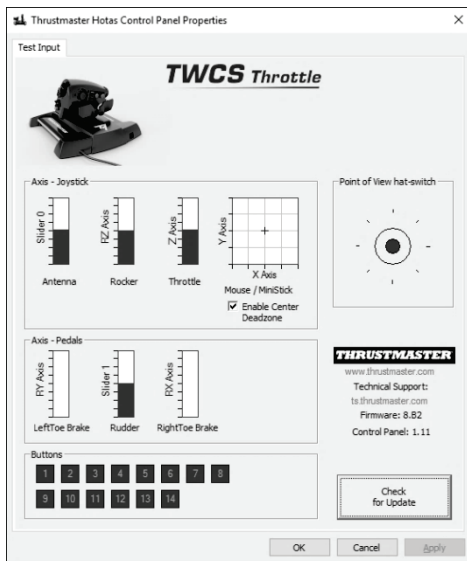 Thrustmaster Hotas Control Panel Properties
Test Input
TWCS Throttle
Axis - Joystick
Slider 0
RZ Axis
Z Axis
Y Axis
X Axis
Antenna
Rocker
Throttle
Mouse / MiniStick
Enable Center
Deadzone
Point of View hat-switch
Axis - Pedals
RY Axis
Slider 1
RX Axis
LeftToe Brake
Rudder
RightToe Brake
THRUSTMASTER
www.thrustmaster.com
Technical Support:
ts.thrustmaster.com
Firmware: 8.B2
Control Panel: 1.11
Buttons
1 2 3 4 5 6 7 8
9 10 11 12 13 14
Check
for Update
OK
Cancel
Apply